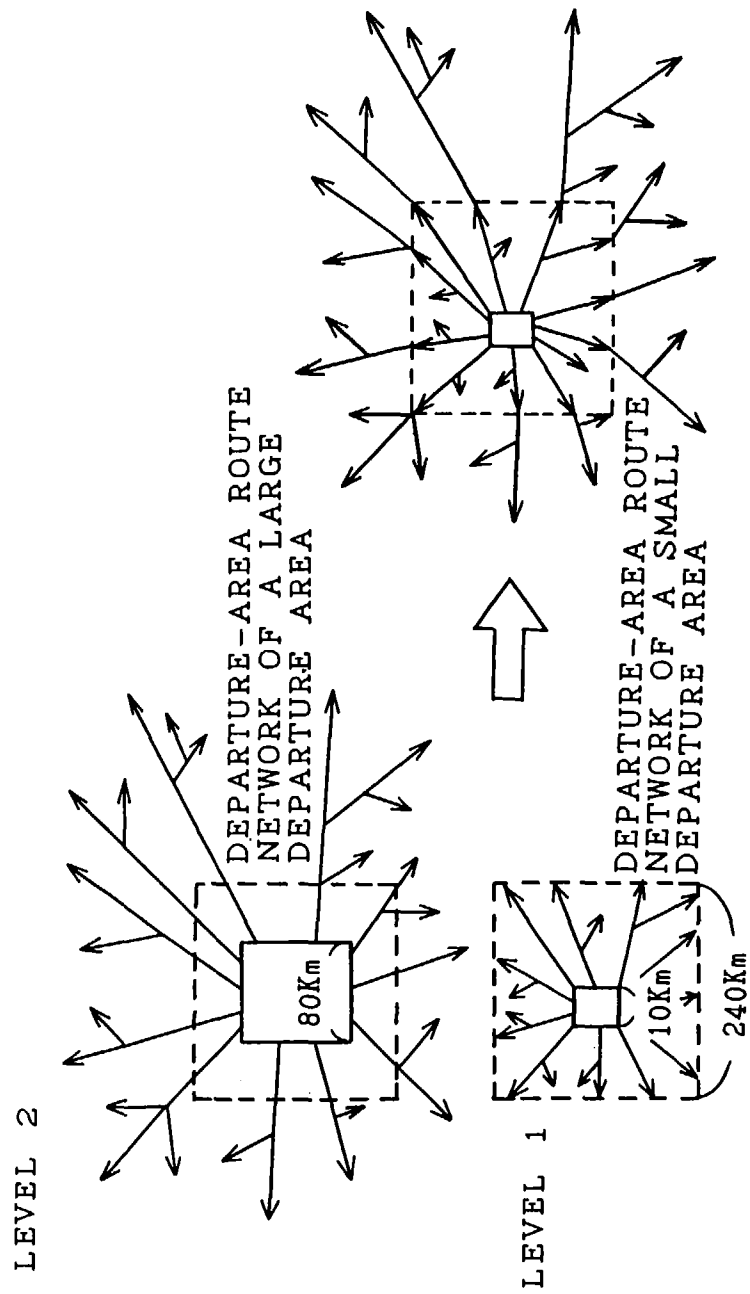 LEVEL 2
80Km
DEPARTURE-AREA ROUTE
NETWORK OF A LARGE
DEPARTURE AREA
LEVEL 1
10Km
240Km
DEPARTURE-AREA ROUTE
NETWORK OF A SMALL
DEPARTURE AREA